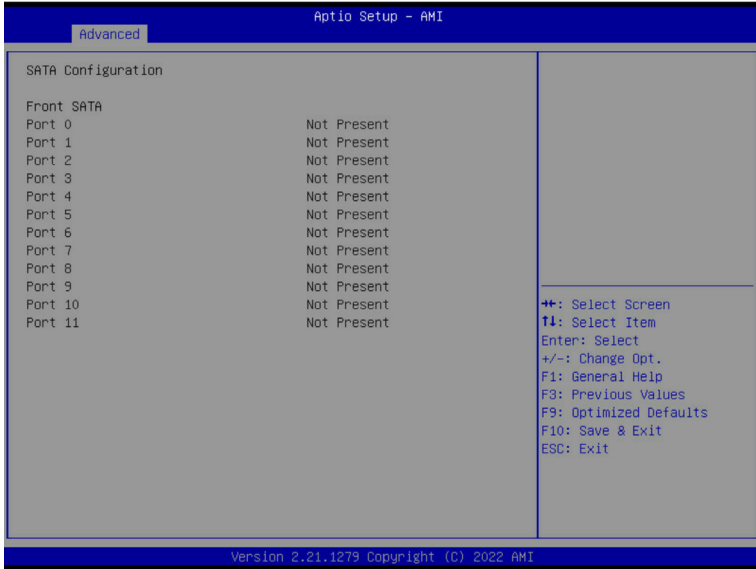 Aptio Setup – AMI
Advanced
SATA Configuration
Front SATA
Port 0 Not Present
Port 1 Not Present
Port 2 Not Present
Port 3 Not Present
Port 4 Not Present
Port 5 Not Present
Port 6 Not Present
Port 7 Not Present
Port 8 Not Present
Port 9 Not Present
Port 10 Not Present
Port 11 Not Present
→←: Select Screen
↑↓: Select Item
Enter: Select
+/-: Change Opt.
F1: General Help
F3: Previous Values
F9: Optimized Defaults
F10: Save & Exit
ESC: Exit
Version 2.21.1279 Copyright (C) 2022 AMI